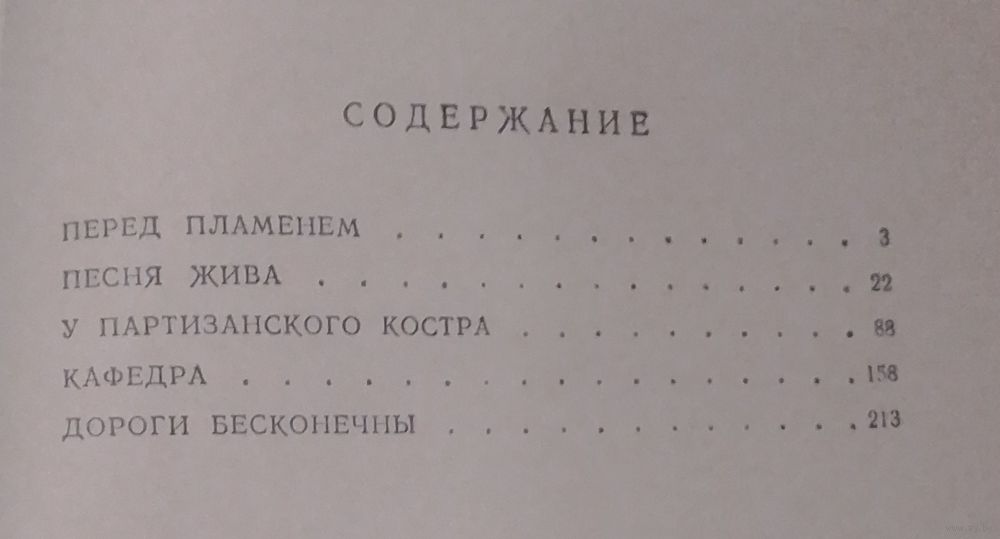 СОДЕРЖАНИЕ
ПЕРЕД ПЛАМЕНЕМ . . . . . . . . . . . . 3
ПЕСНЯ ЖИВА . . . . . . . . . . . . . . 22
У ПАРТИЗАНСКОГО КОСТРА . . . . . . . . . 88
КАФЕДРА . . . . . . . . . . . . . . . . 158
ДОРОГИ БЕСКОНЕЧНЫ . . . . . . . . . . . 213